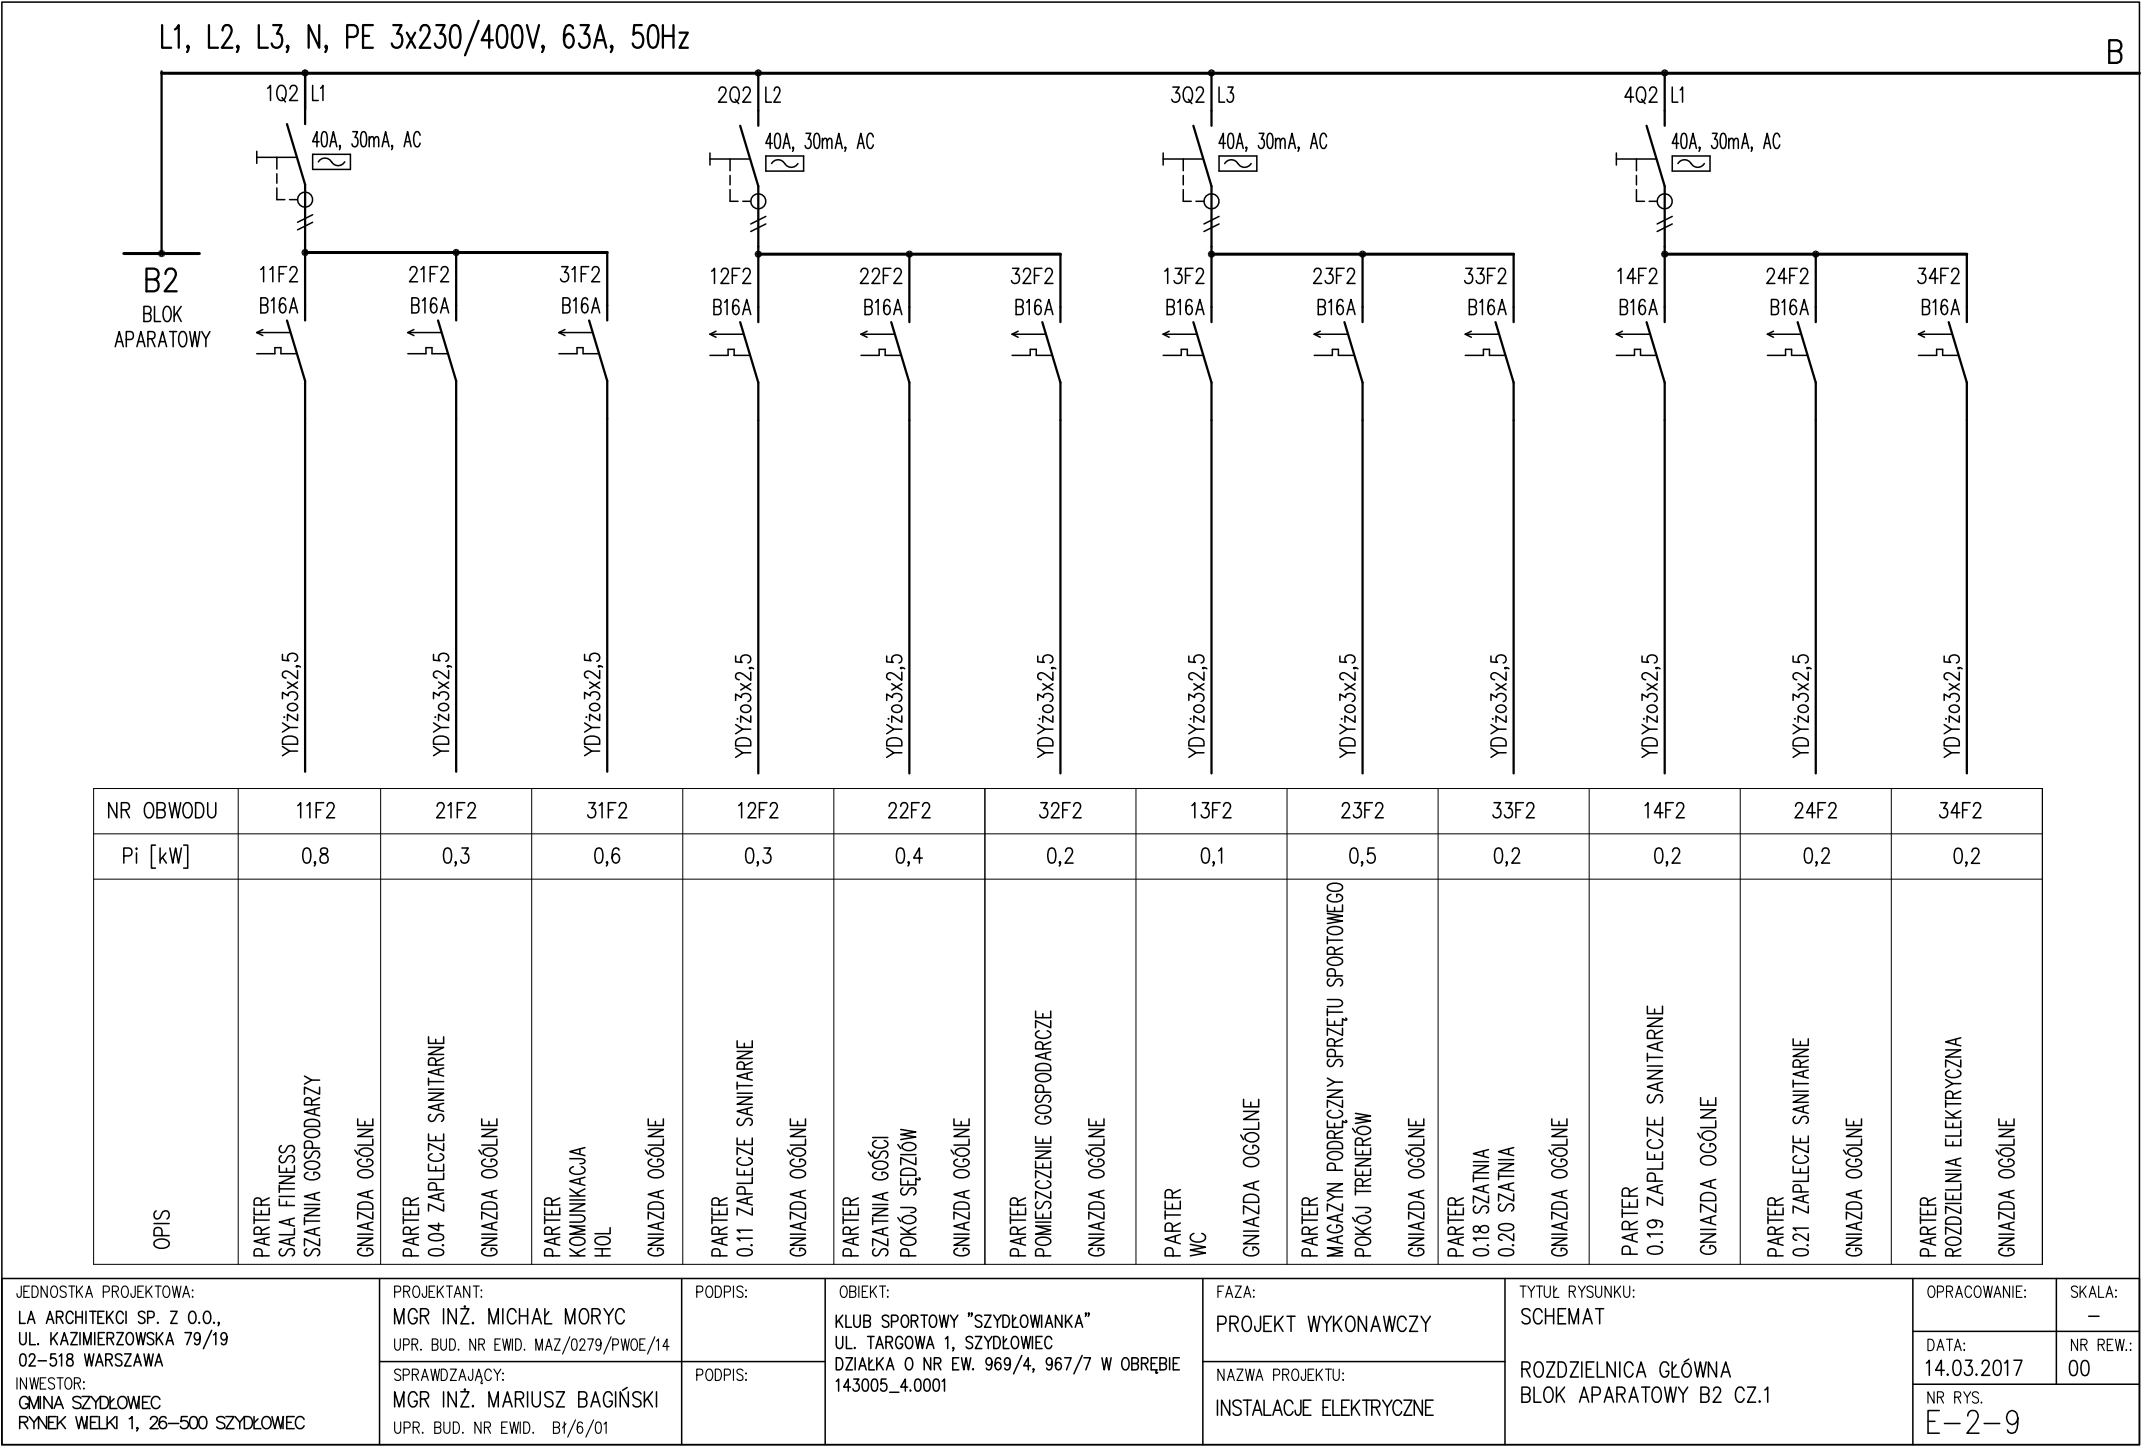 L1, L2, L3, N, PE 3x230/400V, 63A, 50Hz
B
1Q2 L1
2Q2 L2
3Q2 L3
4Q2 L1
40A, 30mA, AC
40A, 30mA, AC
40A, 30mA, AC
40A, 30mA, AC
B2
BLOK
APARATOWY
11F2
B16A
21F2
B16A
31F2
B16A
12F2
B16A
22F2
B16A
32F2
B16A
13F2
B16A
23F2
B16A
33F2
B16A
14F2
B16A
24F2
B16A
34F2
B16A
YDYżo3x2,5
YDYżo3x2,5
YDYżo3x2,5
YDYżo3x2,5
YDYżo3x2,5
YDYżo3x2,5
YDYżo3x2,5
YDYżo3x2,5
YDYżo3x2,5
YDYżo3x2,5
YDYżo3x2,5
YDYżo3x2,5
NR OBWODU 11F2 21F2 31F2 12F2 22F2 32F2 13F2 23F2 33F2 14F2 24F2 34F2
Pi [kW] 0,8 0,3 0,6 0,3 0,4 0,2 0,1 0,5 0,2 0,2 0,2 0,2
OPIS
PARTER
SALA FITNESS
SZATNIA GOSPODARZY
GNIAZDA OGÓLNE
PARTER
0.04 ZAPLECZE SANITARNE
GNIAZDA OGÓLNE
PARTER
KOMUNIKACJA
HOL
GNIAZDA OGÓLNE
PARTER
0.11 ZAPLECZE SANITARNE
GNIAZDA OGÓLNE
PARTER
SZATNIA GOŚCI
POKÓJ SĘDZIÓW
GNIAZDA OGÓLNE
PARTER
POMIESZCZENIE GOSPODARCZE
GNIAZDA OGÓLNE
PARTER
WC
GNIAZDA OGÓLNE
PARTER
MAGAZYN PODRĘCZNY SPRZĘTU SPORTOWEGO
POKÓJ TRENERÓW
GNIAZDA OGÓLNE
PARTER
0.18 SZATNIA
0.20 SZATNIA
GNIAZDA OGÓLNE
PARTER
0.19 ZAPLECZE SANITARNE
GNIAZDA OGÓLNE
PARTER
0.21 ZAPLECZE SANITARNE
GNIAZDA OGÓLNE
PARTER
ROZDZIELNIA ELEKTRYCZNA
GNIAZDA OGÓLNE
JEDNOSTKA PROJEKTOWA:
LA ARCHITEKCI SP. Z O.O.,
UL. KAZIMIERZOWSKA 79/19
02-518 WARSZAWA
INWESTOR:
GMINA SZYDŁOWIEC
RYNEK WIELKI 1, 26-500 SZYDŁOWIEC
PROJEKTANT:
MGR INŻ. MICHAŁ MORYC
UPR. BUD. NR EWID. MAZ/0279/PWOE/14
SPRAWDZAJĄCY:
MGR INŻ. MARIUSZ BAGIŃSKI
UPR. BUD. NR EWID. Bł/6/01
PODPIS:
PODPIS:
OBIEKT:
KLUB SPORTOWY "SZYDŁOWIANKA"
UL. TARGOWA 1, SZYDŁOWIEC
DZIAŁKA O NR EW. 969/4, 967/7 W OBRĘBIE
143005_4.0001
FAZA:
PROJEKT WYKONAWCZY
NAZWA PROJEKTU:
INSTALACJE ELEKTRYCZNE
TYTUŁ RYSUNKU:
SCHEMAT
ROZDZIELNICA GŁÓWNA
BLOK APARATOWY B2 CZ.1
OPRACOWANIE:
SKALA:
-
DATA:
14.03.2017
NR REW.:
00
NR RYS.
E-2-9